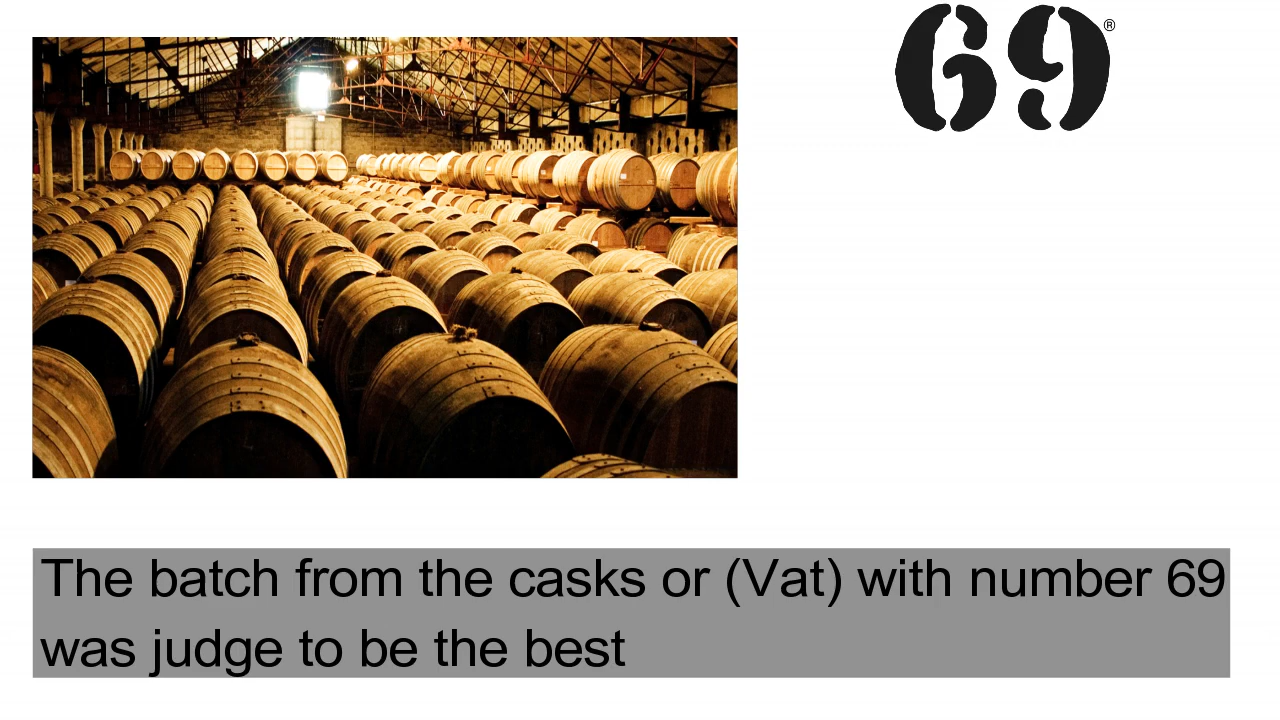 69®
The batch from the casks or (Vat) with number 69
was judge to be the best